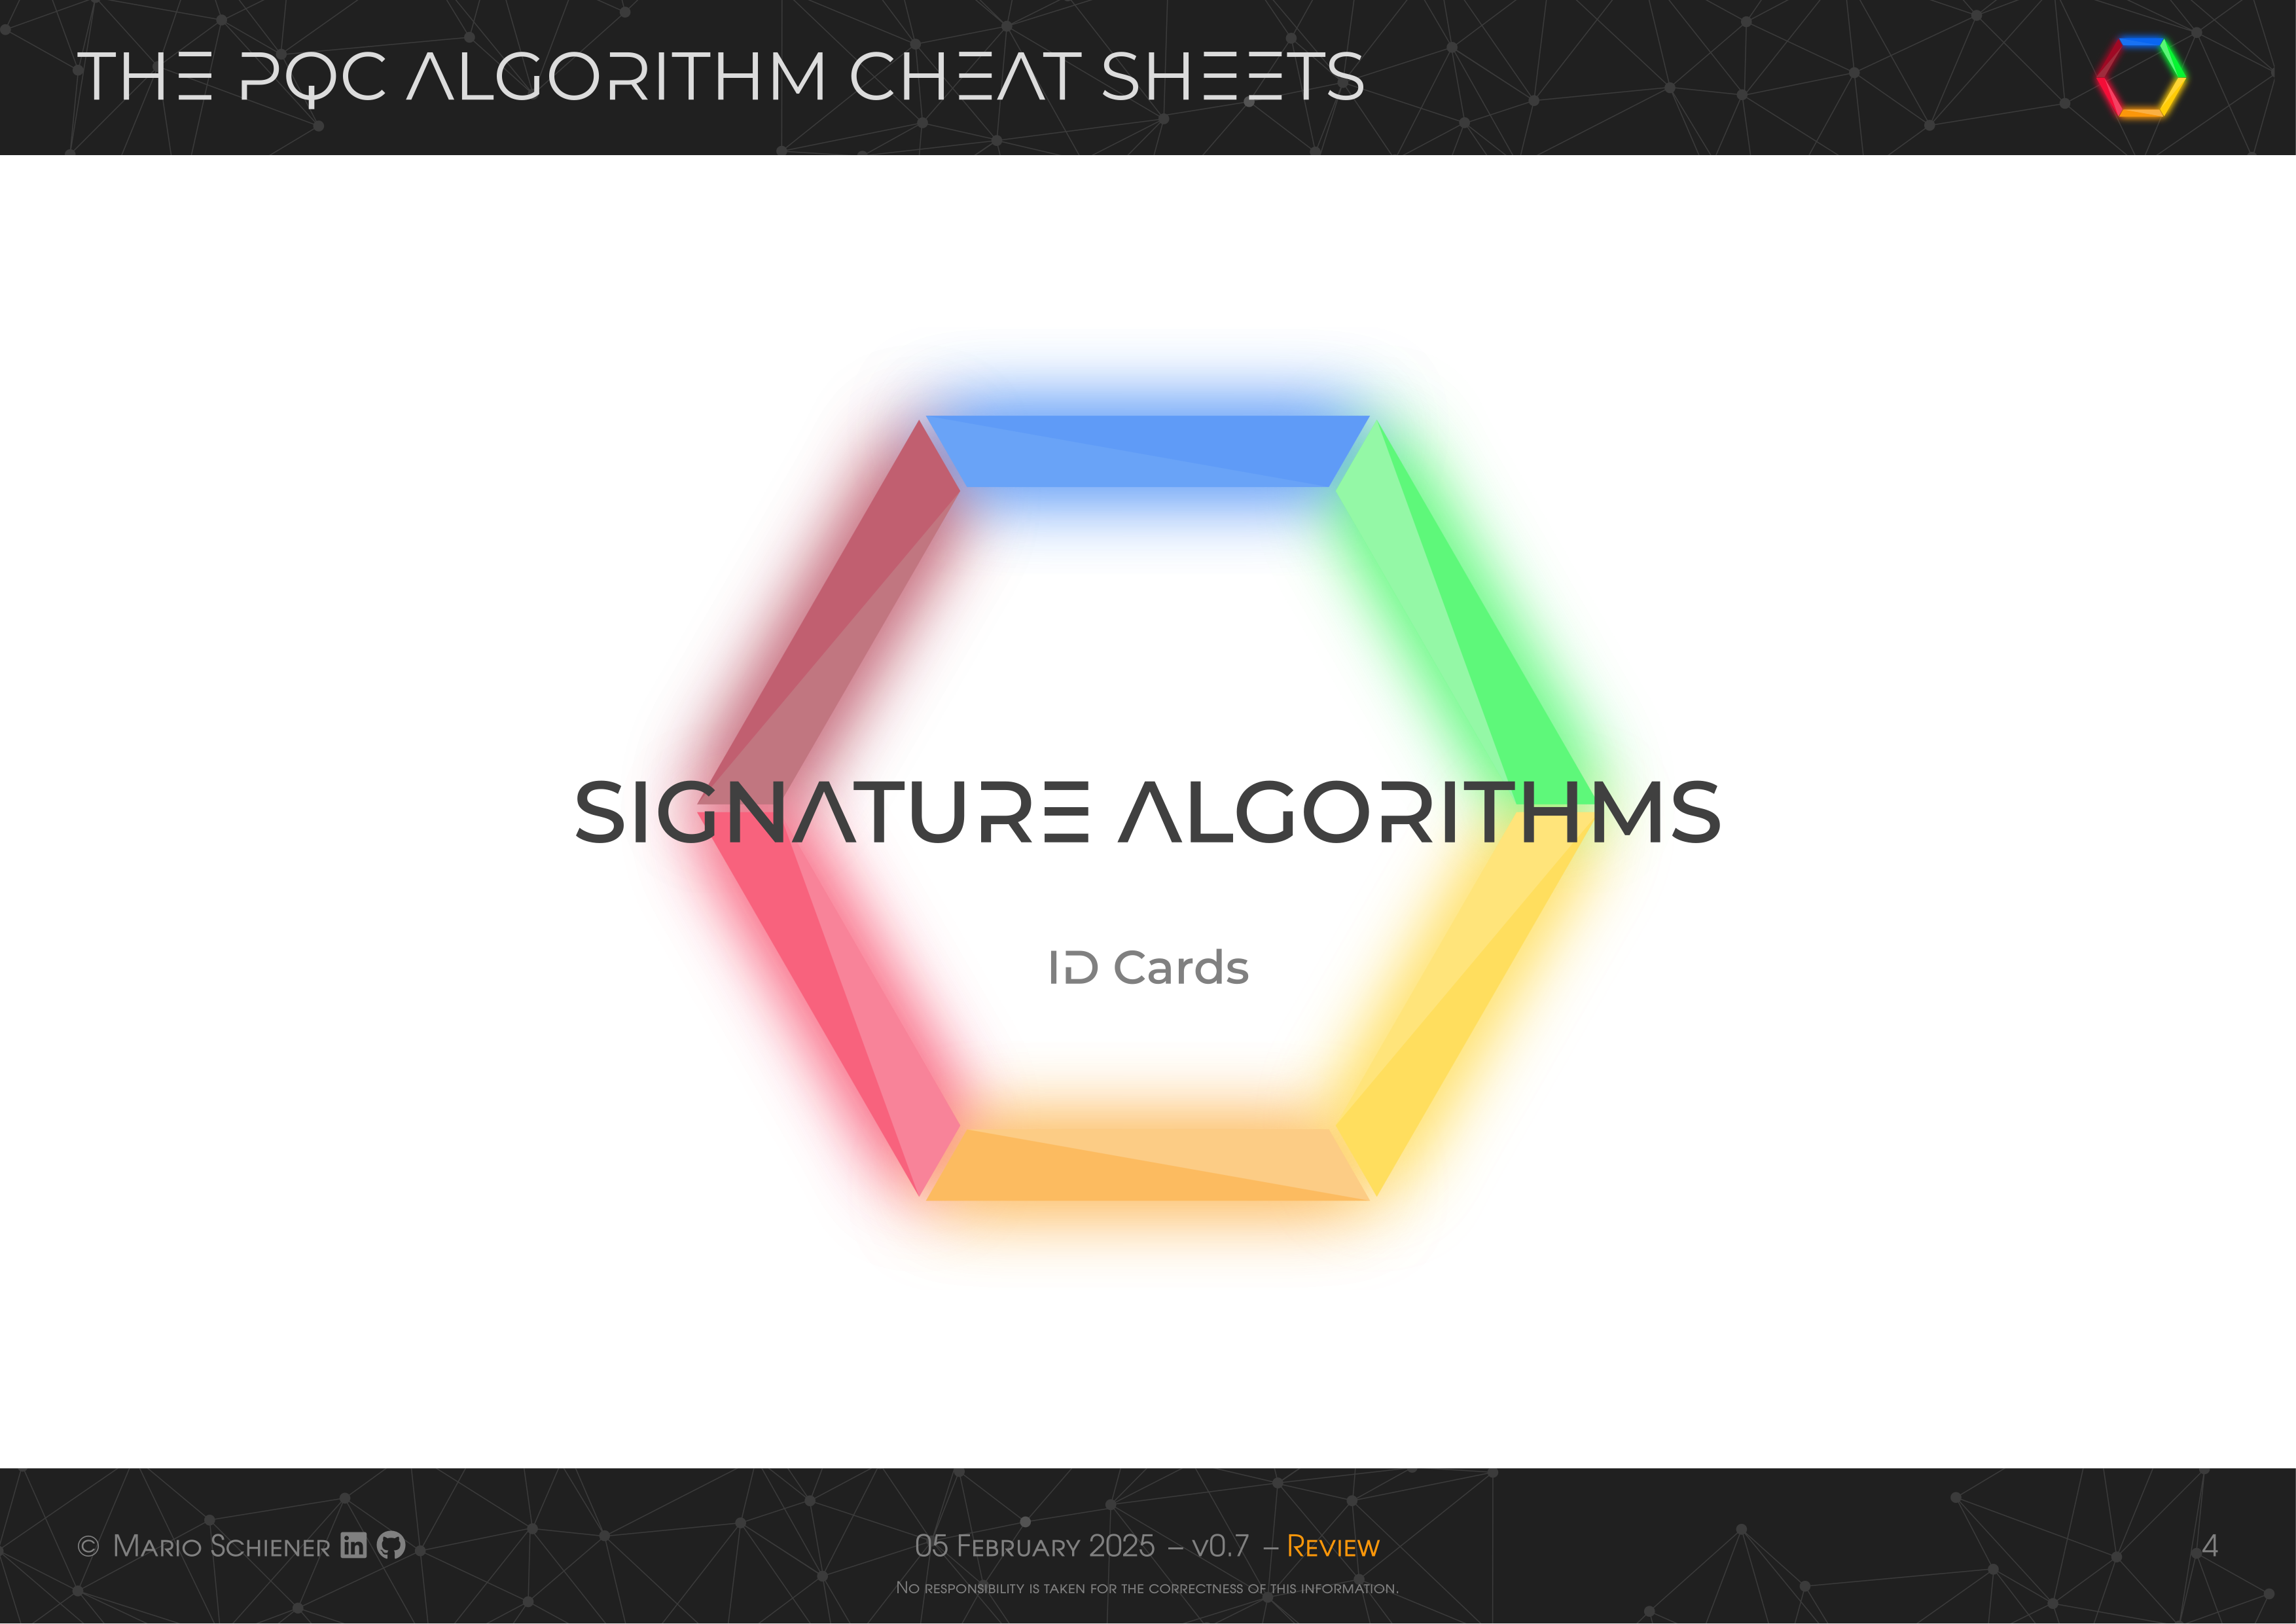 THE PQC ALGORITHM CHEAT SHEETS
SIGNATURE ALGORITHMS
ID Cards
© Mario Schiener
05 February 2025 – v0.7 – Review
4
No responsibility is taken for the correctness of this information.